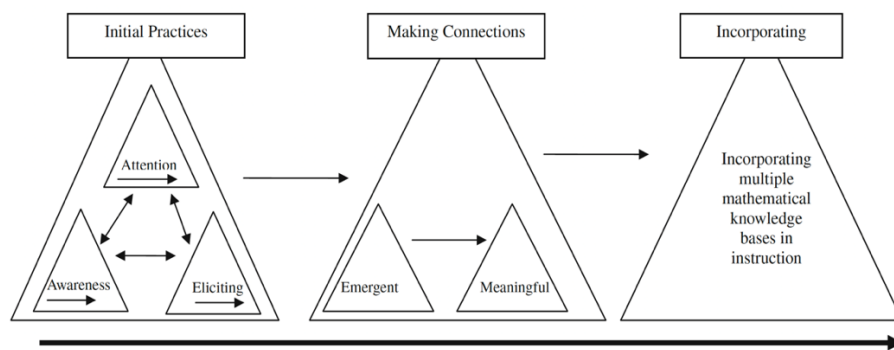 Initial Practices
Making Connections
Incorporating
Attention
Awareness
Eliciting
Emergent
Meaningful
Incorporating
multiple
mathematical
knowledge
bases in
instruction